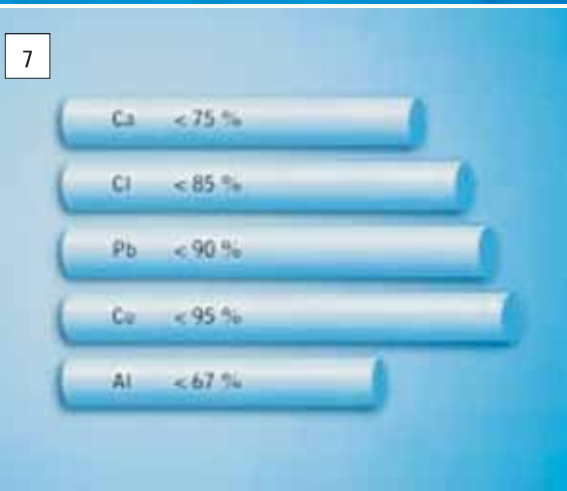 7
Ca < 75 %
Cl < 85 %
Pb < 90 %
Cu < 95 %
Al < 67 %